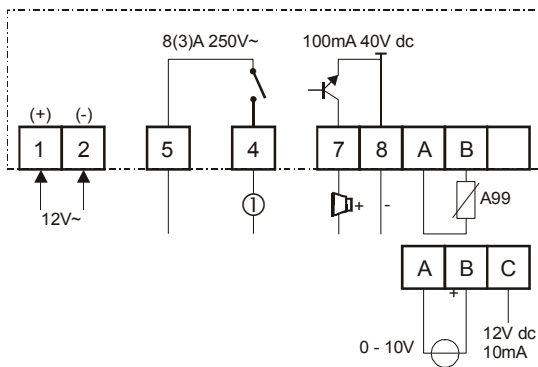 8(3)A 250V~ 100mA 40V dc
(+) (-)
1 2 5 4 7 8 A B
12V~ ① + - A99
A B C
+
0 - 10V 12V dc
10mA